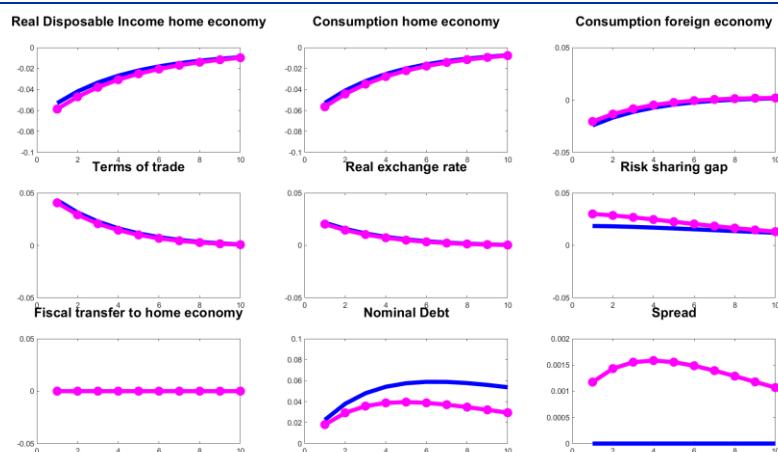 Real Disposable Income home economy
Consumption home economy
Consumption foreign economy
0
-0.02
-0.04
-0.06
-0.08
-0.1
0 2 4 6 8 10
0
-0.02
-0.04
-0.06
-0.08
-0.1
0 2 4 6 8 10
0.05
0
-0.05
0 2 4 6 8 10
Terms of trade
Real exchange rate
Risk sharing gap
0.05
0
-0.05
0 2 4 6 8 10
0.05
0
-0.05
0 2 4 6 8 10
0.05
0
-0.05
0 2 4 6 8 10
Fiscal transfer to home economy
Nominal Debt
Spread
0.05
0
-0.05
0 2 4 6 8 10
0.1
0.08
0.06
0.04
0.02
0
0 2 4 6 8 10
0.002
0.0015
0.001
0.0005
0
0 2 4 6 8 10